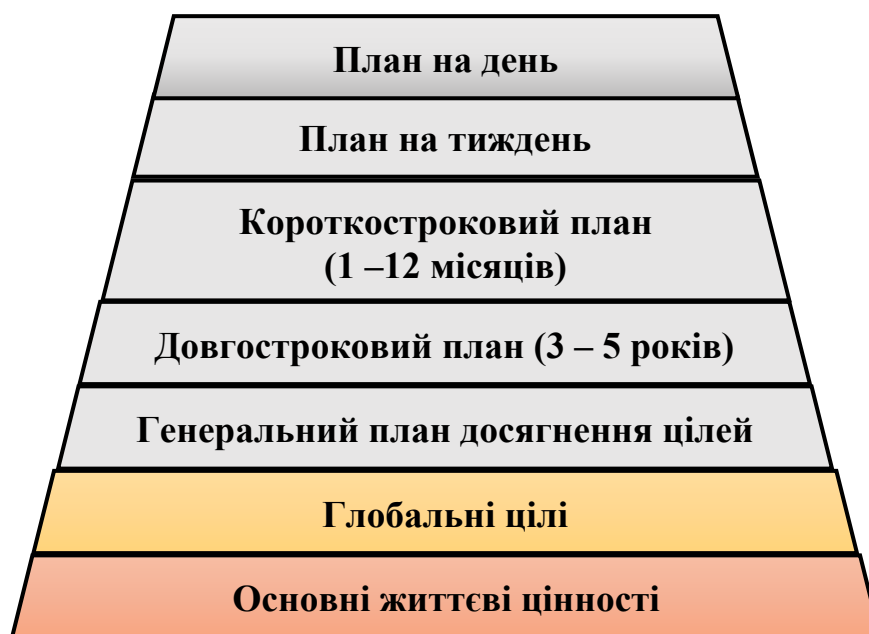 План на день
План на тиждень
Короткостроковий план
(1 –12 місяців)
Довгостроковий план (3 – 5 років)
Генеральний план досягнення цілей
Глобальні цілі
Основні життєві цінності